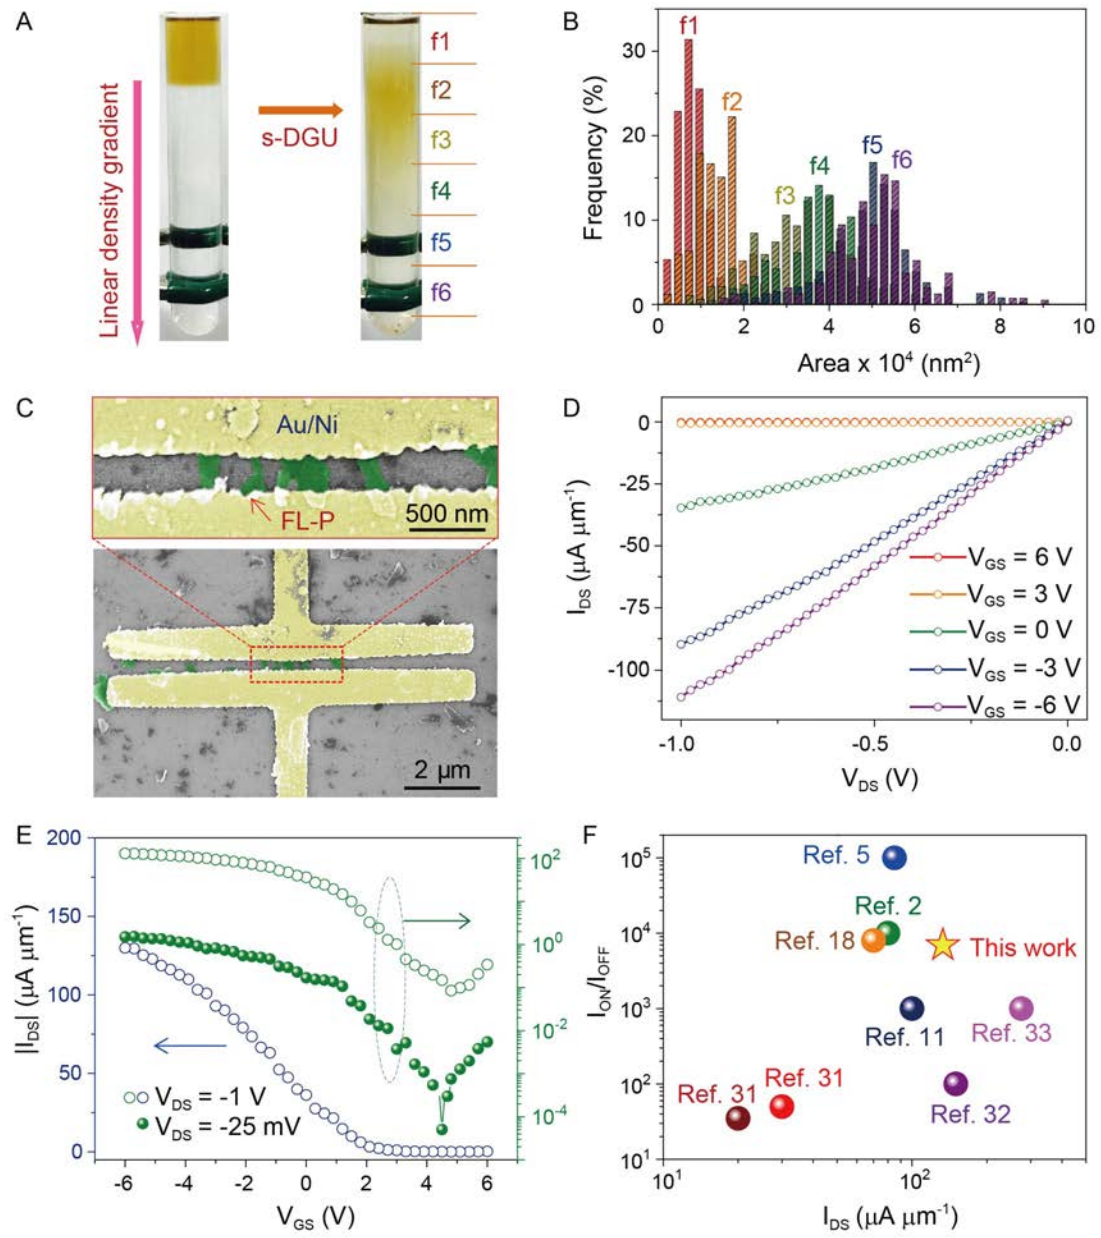 A
Linear density gradient
s-DGU
f1
f2
f3
f4
f5
f6
B
Frequency (%)
30
20
10
0
f1
f2
f3
f4
f5
f6
0 2 4 6 8 10
Area x 10⁴ (nm²)
C
Au/Ni
FL-P
500 nm
2 µm
D
I_DS (µA µm⁻¹)
0
-25
-50
-75
-100
V_GS = 6 V
V_GS = 3 V
V_GS = 0 V
V_GS = -3 V
V_GS = -6 V
-1.0 -0.5 0.0
V_DS (V)
E
|I_DS| (µA µm⁻¹)
200
150
100
50
0
10²
10⁰
10⁻²
10⁻⁴
V_DS = -1 V
V_DS = -25 mV
-6 -4 -2 0 2 4 6
V_GS (V)
F
I_ON/I_OFF
10⁵
10⁴
10³
10²
10¹
Ref. 5
Ref. 2
Ref. 18
This work
Ref. 11
Ref. 33
Ref. 31
Ref. 31
Ref. 32
10¹ 10²
I_DS (µA µm⁻¹)